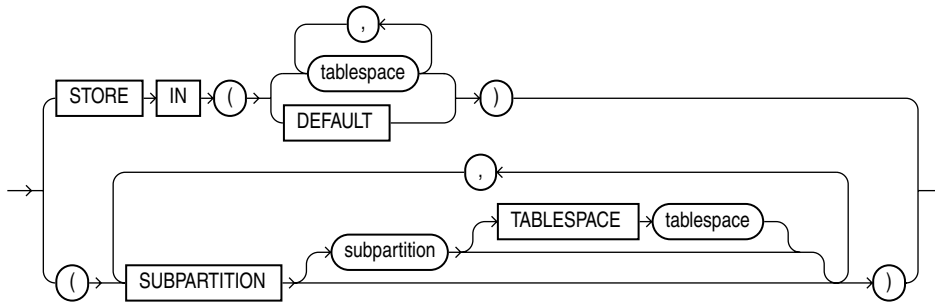 ,
tablespace
STORE IN ( )
DEFAULT
,
TABLESPACE tablespace
subpartition
( SUBPARTITION )